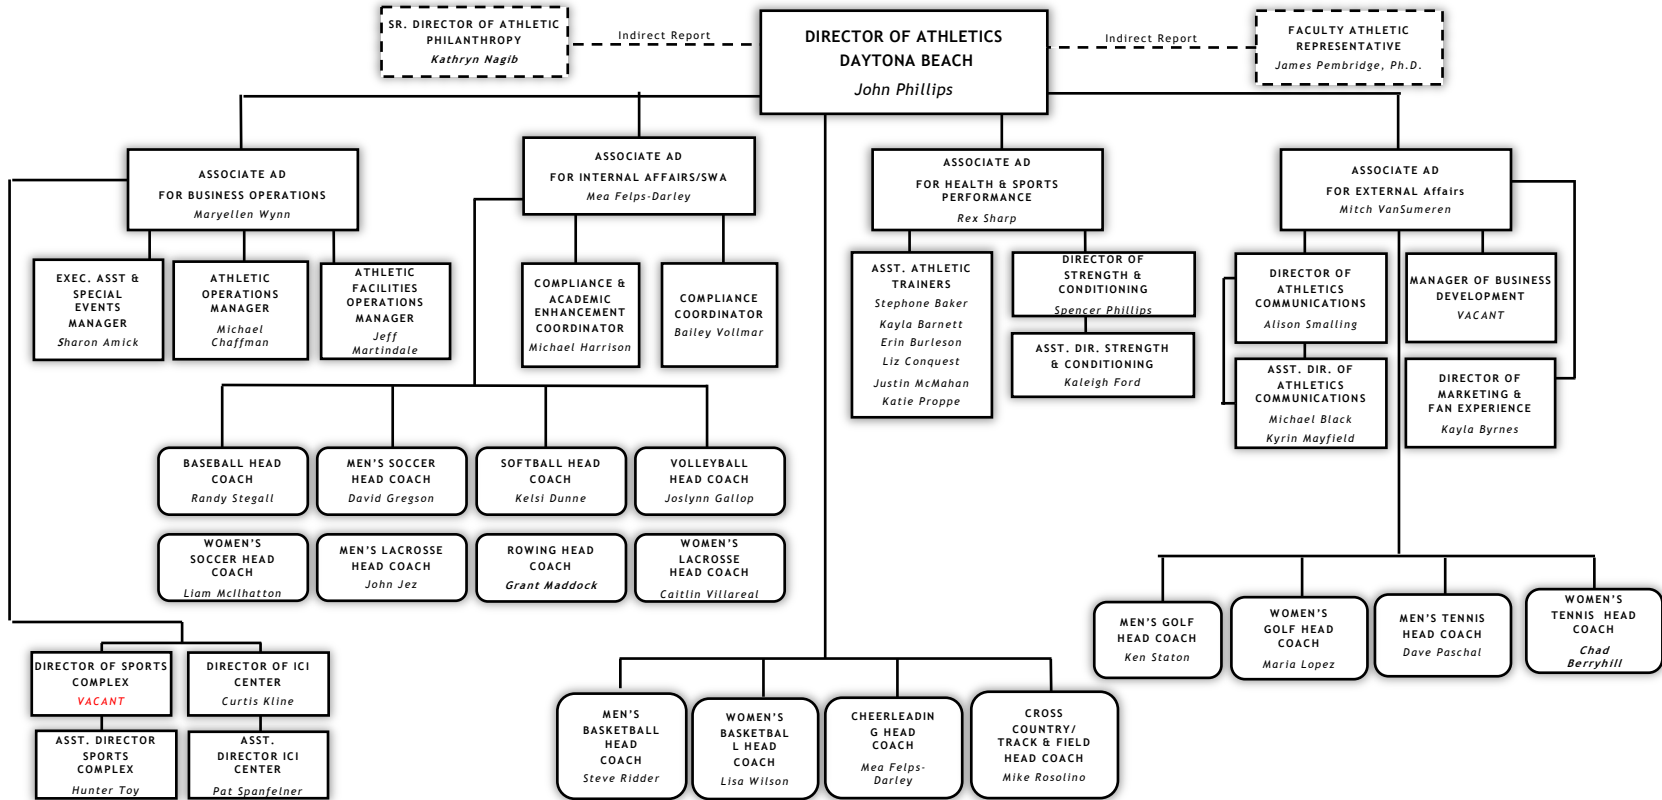 SR. DIRECTOR OF ATHLETIC
PHILANTHROPY
Kathryn Nagib
Indirect Report
DIRECTOR OF ATHLETICS
DAYTONA BEACH
John Phillips
Indirect Report
FACULTY ATHLETIC
REPRESENTATIVE
James Pembridge, Ph.D.
ASSOCIATE AD
FOR BUSINESS OPERATIONS
Maryellen Wynn
ASSOCIATE AD
FOR INTERNAL AFFAIRS/SWA
Mea Felps-Darley
ASSOCIATE AD
FOR HEALTH & SPORTS
PERFORMANCE
Rex Sharp
ASSOCIATE AD
FOR EXTERNAL Affairs
Mitch VanSumeren
EXEC. ASST &
SPECIAL
EVENTS
MANAGER
Sharon Amick
ATHLETIC
OPERATIONS
MANAGER
Michael
Chaffman
ATHLETIC
FACILITIES
OPERATIONS
MANAGER
Jeff
Martindale
COMPLIANCE &
ACADEMIC
ENHANCEMENT
COORDINATOR
Michael Harrison
COMPLIANCE
COORDINATOR
Bailey Vollmar
ASST. ATHLETIC
TRAINERS
Stephone Baker
Kayla Barnett
Erin Burleson
Liz Conquest
Justin McMahan
Katie Proppe
DIRECTOR OF
STRENGTH &
CONDITIONING
Spencer Phillips
ASST. DIR. STRENGTH
& CONDITIONING
Kaleigh Ford
DIRECTOR OF
ATHLETICS
COMMUNICATIONS
Alison Smalling
MANAGER OF BUSINESS
DEVELOPMENT
VACANT
ASST. DIR. OF
ATHLETICS
COMMUNICATIONS
Michael Black
Kyrin Mayfield
DIRECTOR OF
MARKETING &
FAN EXPERIENCE
Kayla Byrnes
BASEBALL HEAD
COACH
Randy Stegall
MEN'S SOCCER
HEAD COACH
David Gregson
SOFTBALL HEAD
COACH
Kelsi Dunne
VOLLEYBALL
HEAD COACH
Joslynn Gallop
WOMEN'S
SOCCER HEAD
COACH
Liam McIlhatton
MEN'S LACROSSE
HEAD COACH
John Jez
ROWING HEAD
COACH
Grant Maddock
WOMEN'S
LACROSSE
HEAD COACH
Caitlin Villareal
MEN'S GOLF
HEAD COACH
Ken Staton
WOMEN'S
GOLF HEAD
COACH
Maria Lopez
MEN'S TENNIS
HEAD COACH
Dave Paschal
WOMEN'S
TENNIS HEAD
COACH
Chad
Berryhill
DIRECTOR OF SPORTS
COMPLEX
VACANT
DIRECTOR OF ICI
CENTER
Curtis Kline
ASST. DIRECTOR
SPORTS
COMPLEX
Hunter Toy
ASST.
DIRECTOR ICI
CENTER
Pat Spanfelner
MEN'S
BASKETBALL
HEAD
COACH
Steve Ridder
WOMEN'S
BASKETBAL
L HEAD
COACH
Lisa Wilson
CHEERLEADIN
G HEAD
COACH
Mea Felps-
Darley
CROSS
COUNTRY/
TRACK & FIELD
HEAD COACH
Mike Rosolino